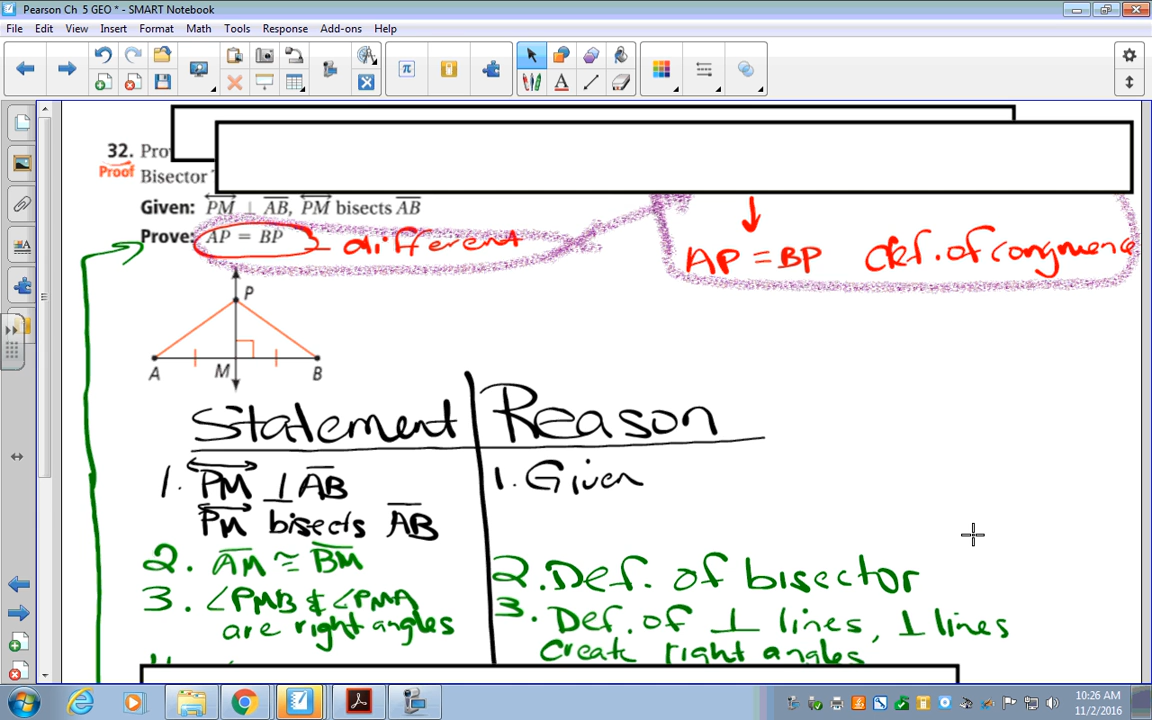 Pearson Ch 5 GEO * - SMART Notebook
File Edit View Insert Format Math Tools Response Add-ons Help
32. Pro
Proof
Bisector
Given: PM ⊥ AB, PM bisects AB
Prove: AP = BP - different
AP = BP def. of congruence
P
A M B
Statement Reason
1. PM ⊥ AB 1. Given
PM bisects AB
2. AM ≅ BM 2. Def. of bisector
3. ∠PMB & ∠PMA 3. Def. of ⊥ lines, ⊥ lines
are right angles create right angles
10:26 AM
11/2/2016